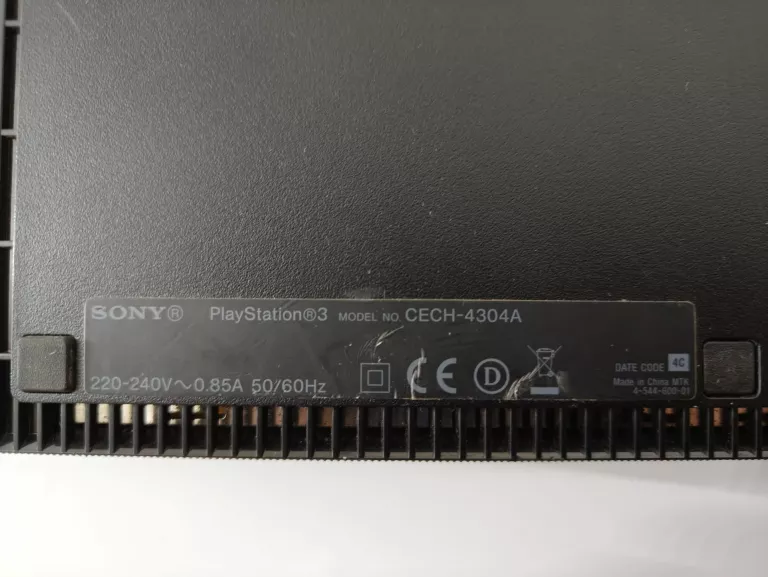 SONY® PlayStation®3 MODEL NO. CECH-4304A
220-240V～0.85A 50/60Hz
CE D
DATE CODE 4C
Made in China MTK
4-544-608-01